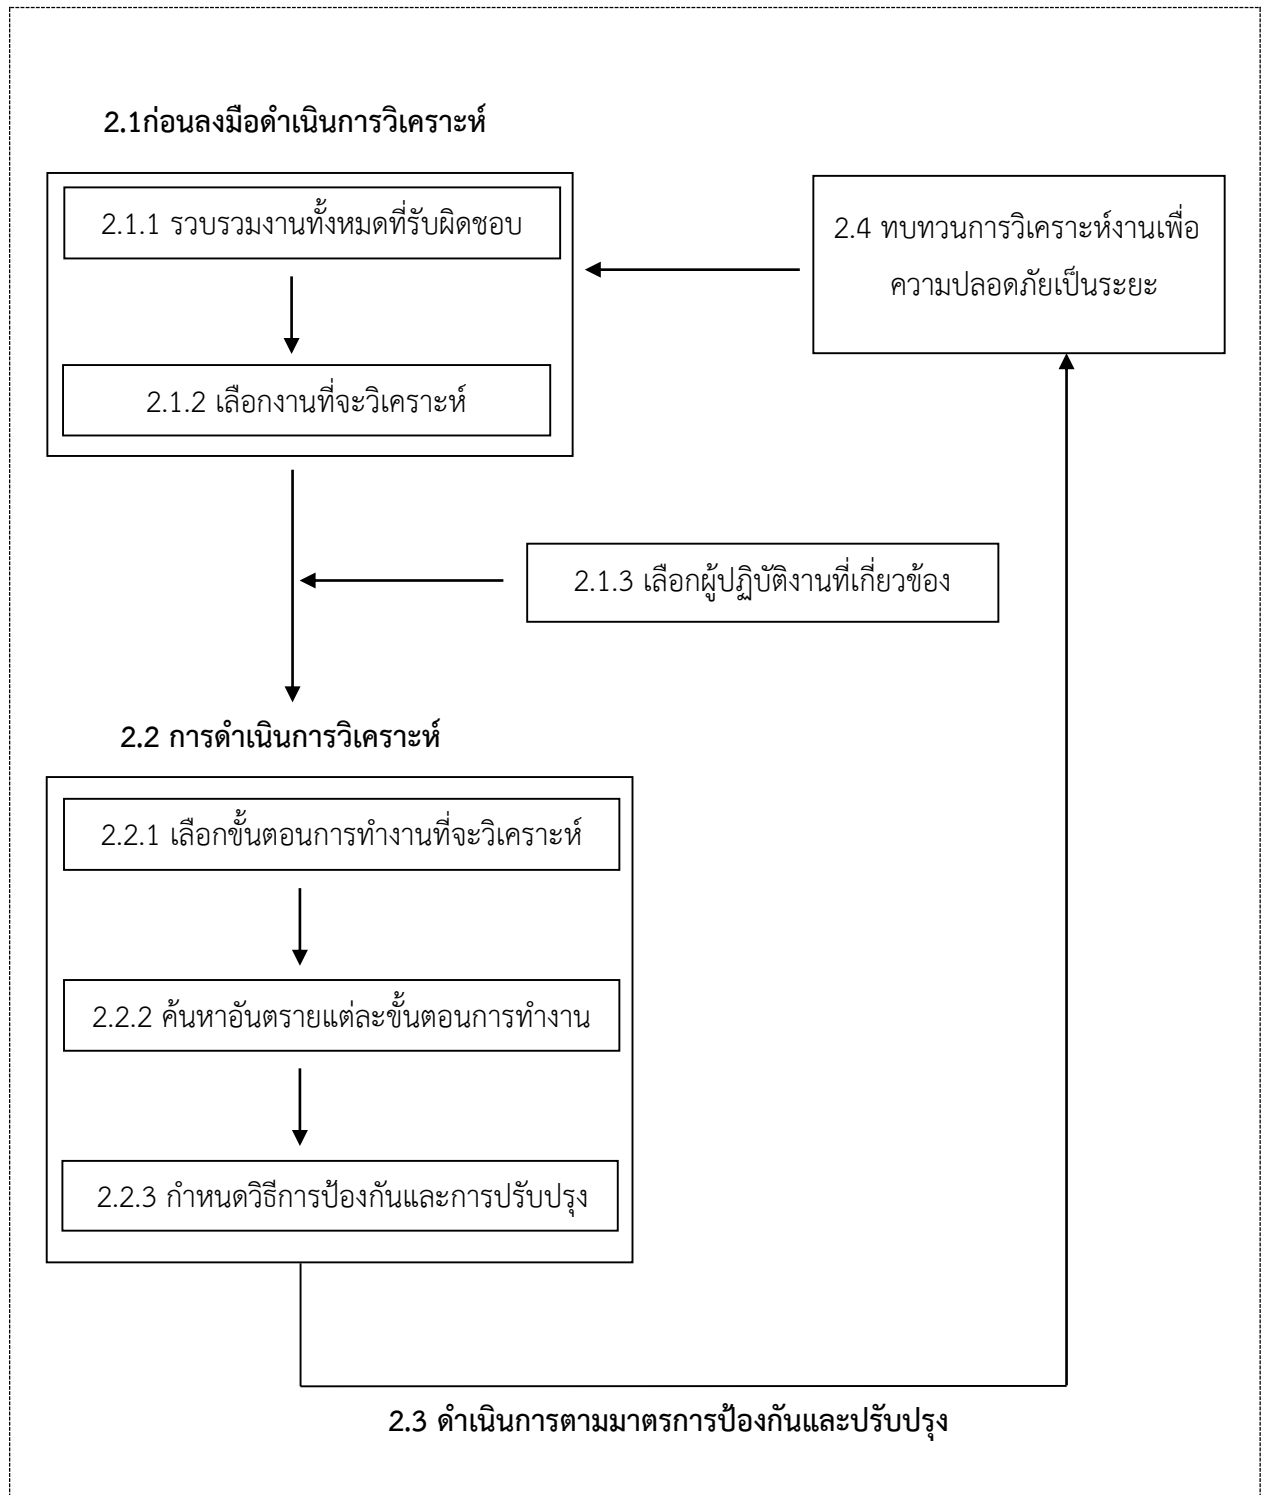 2.1ก่อนลงมือดำเนินการวิเคราะห์
2.1.1 รวบรวมงานทั้งหมดที่รับผิดชอบ
2.4 ทบทวนการวิเคราะห์งานเพื่อ
ความปลอดภัยเป็นระยะ
2.1.2 เลือกงานที่จะวิเคราะห์
2.1.3 เลือกผู้ปฏิบัติงานที่เกี่ยวข้อง
2.2 การดำเนินการวิเคราะห์
2.2.1 เลือกขั้นตอนการทำงานที่จะวิเคราะห์
2.2.2 ค้นหาอันตรายแต่ละขั้นตอนการทำงาน
2.2.3 กำหนดวิธีการป้องกันและการปรับปรุง
2.3 ดำเนินการตามมาตรการป้องกันและปรับปรุง